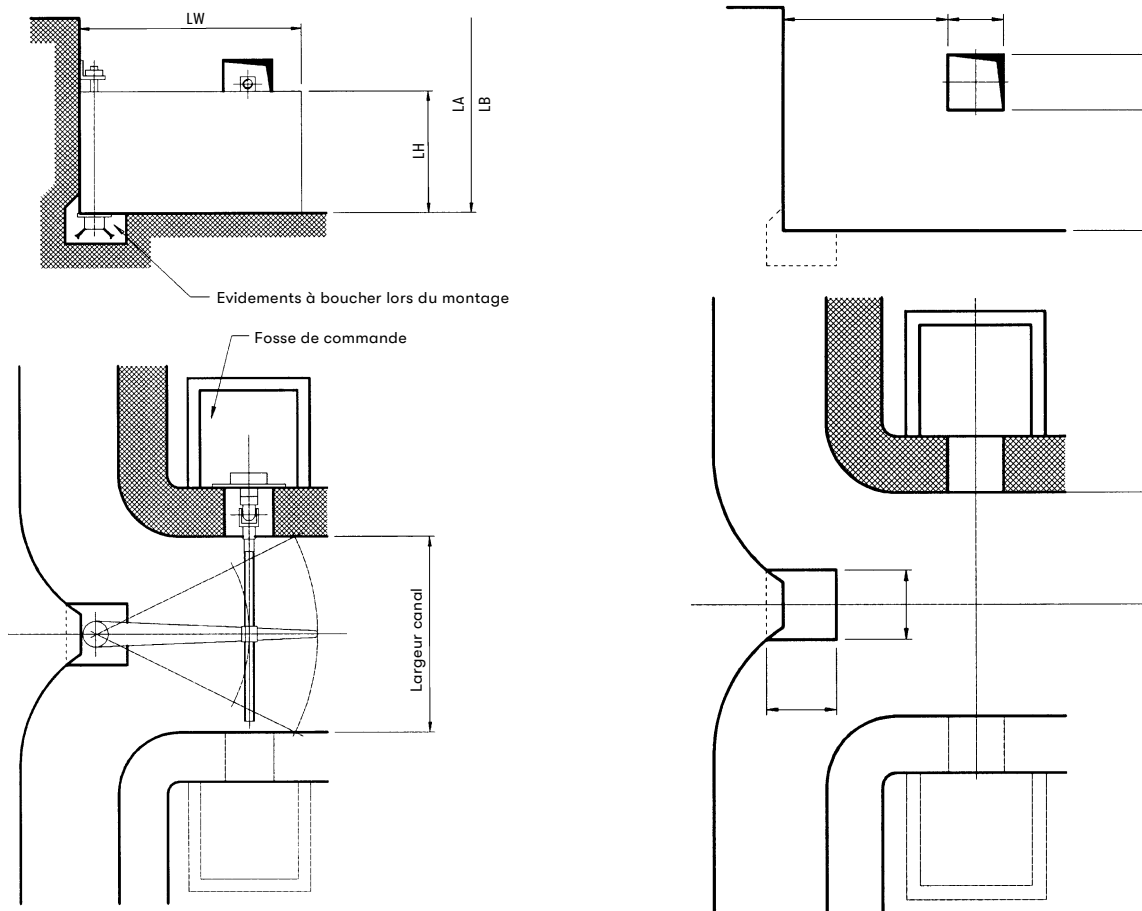 LW
LH
LA
LB
Evidements à boucher lors du montage
Fosse de commande
Largeur canal